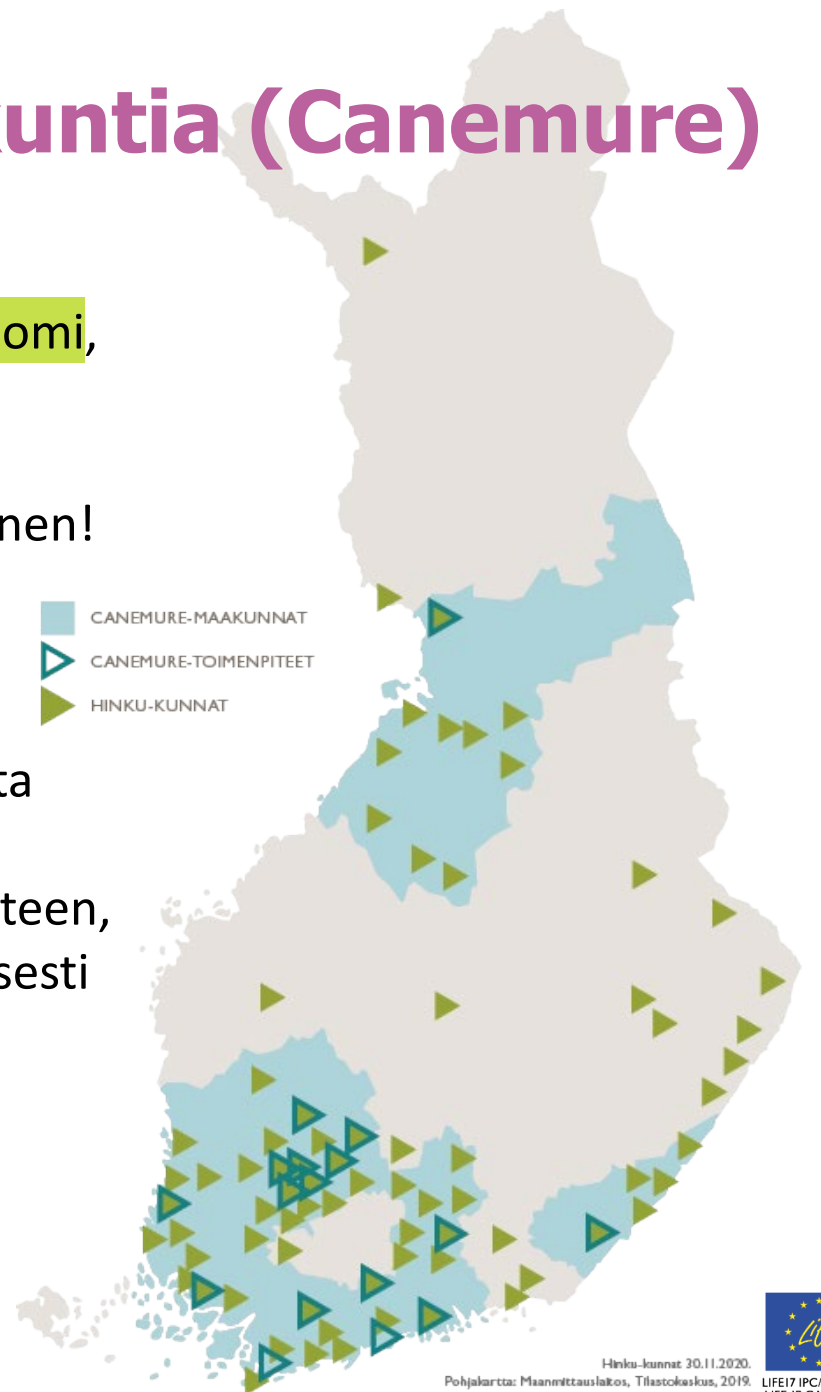 kuntia (Canemure)
omi,
nen!
CANEMURE-MAAKUNNAT
CANEMURE-TOIMENPITEET
HINKU-KUNNAT
ta
teen,
sesti
Hinku-kunnat 30.11.2020.
Pohjakartta: Maanmittauslaitos, Tilastokeskus, 2019.
LIFE17 IPC/